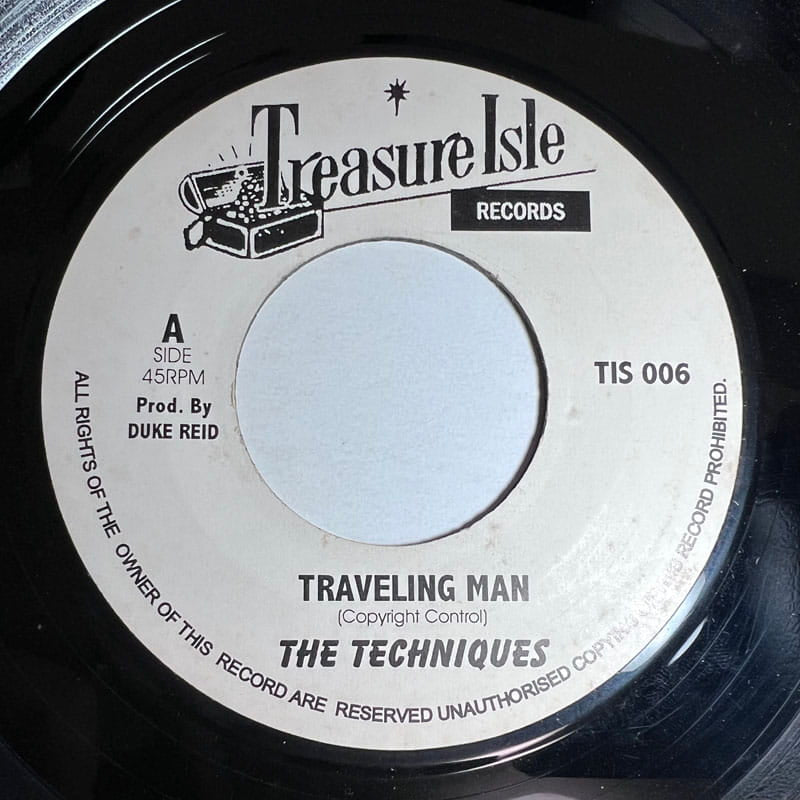 Treasure Isle
RECORDS
A
SIDE
45RPM
Prod. By
DUKE REID
TIS 006
TRAVELING MAN
(Copyright Control)
THE TECHNIQUES
ALL RIGHTS OF THE OWNER OF THIS RECORD ARE RESERVED UNAUTHORISED RECORD PROHIBITED.